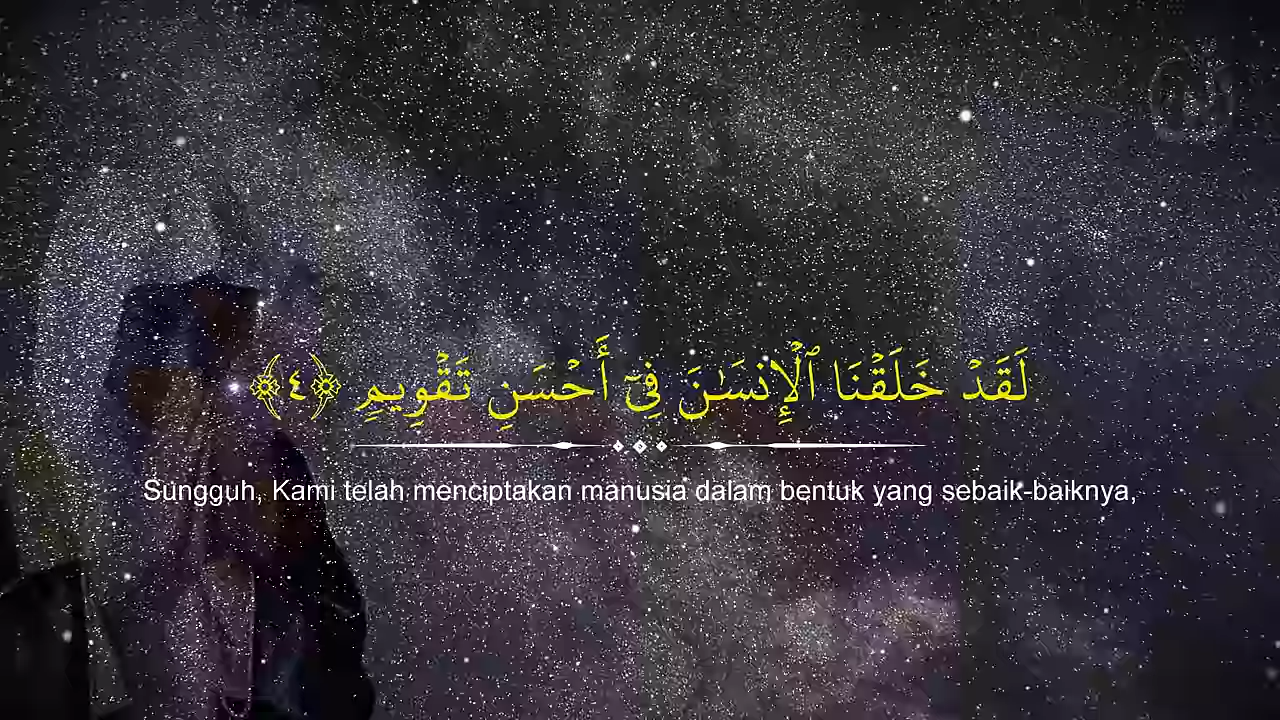 لَقَدْ خَلَقْنَا ٱلْإِنسَـٰنَ فِىٓ أَحْسَنِ تَقْوِيمٍ ﴿٤﴾
Sungguh, Kami telah menciptakan manusia dalam bentuk yang sebaik-baiknya,